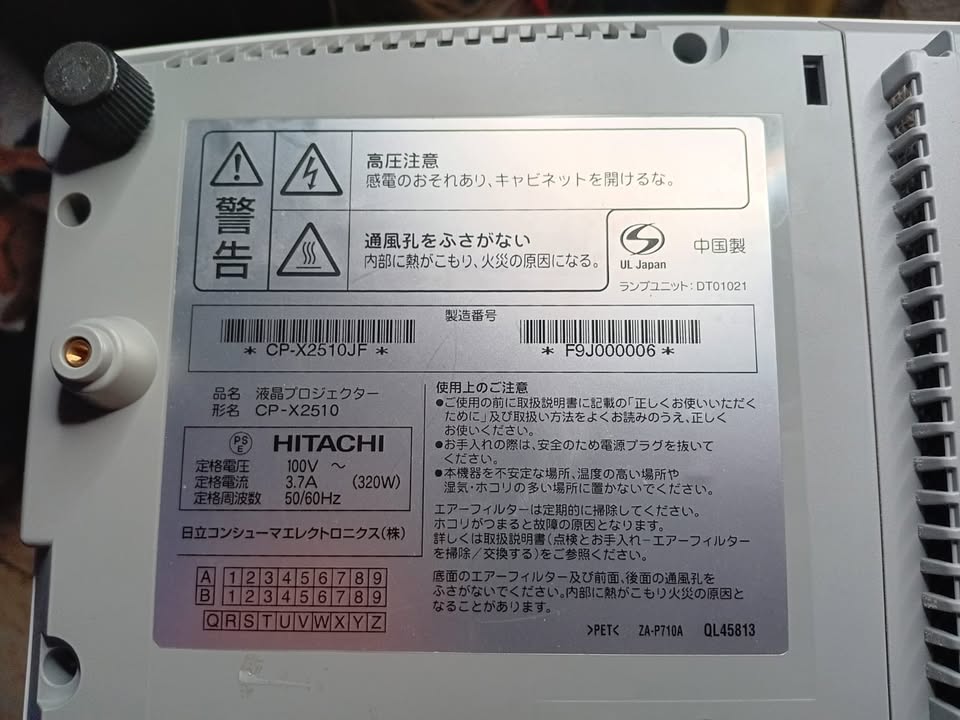 警告
高圧注意
感電のおそれあり、キャビネットを開けるな。
通風孔をふさがない
内部に熱がこもり、火災の原因になる。
UL Japan
中国製
ランプユニット:DT01021
製造番号
* CP-X2510JF *
* F9J000006 *
品名 液晶プロジェクター
形名 CP-X2510
PSE HITACHI
定格電圧 100V ～
定格電流 3.7A (320W)
定格周波数 50/60Hz
日立コンシューマエレクトロニクス(株)
A 1 2 3 4 5 6 7 8 9
B 1 2 3 4 5 6 7 8 9
Q R S T U V W X Y Z
使用上のご注意
●ご使用の前に取扱説明書に記載の「正しくお使いいただく
ために」及び取扱い方法をよくお読みのうえ、正しく
お使いください。
●お手入れの際は、安全のため電源プラグを抜いて
ください。
●本機器を不安定な場所、温度の高い場所や
湿気・ホコリの多い場所に置かないでください。
エアーフィルターは定期的に掃除してください。
ホコリがつまると故障の原因となります。
詳しくは取扱説明書(点検とお手入れ－エアーフィルター
を掃除／交換する)をご参照ください。
底面のエアーフィルター及び前面、後面の通風孔を
ふさがないでください。内部に熱がこもり火災の原因と
なることがあります。
>PET< ZA-P710A QL45813